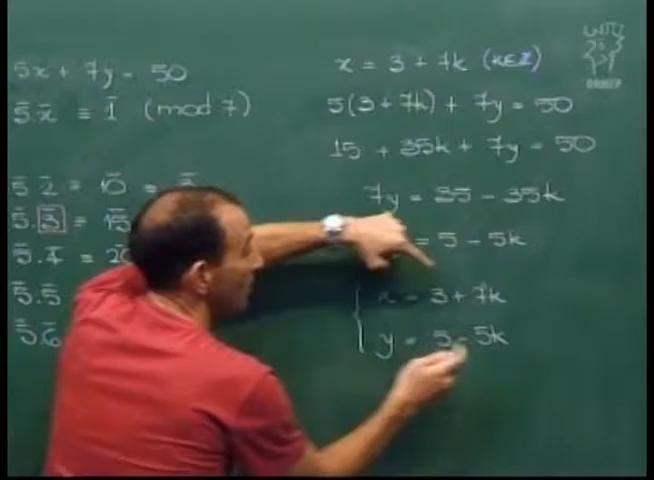 5x + 7y = 50
5̄.x̄ ≡ 1̄ (mod 7)
5̄ 2̄ = 1̄0̄ =
5̄.3̄ = 1̄5̄
5̄.4̄ = 2
5̄.5̄
5̄.6̄
x = 3 + 7k (k∈Z)
5(3 + 7k) + 7y = 50
15 + 35k + 7y = 50
7y = 35 - 35k
= 5 - 5k
x = 3 + 7k
y = 5 - 5k
OBMEP